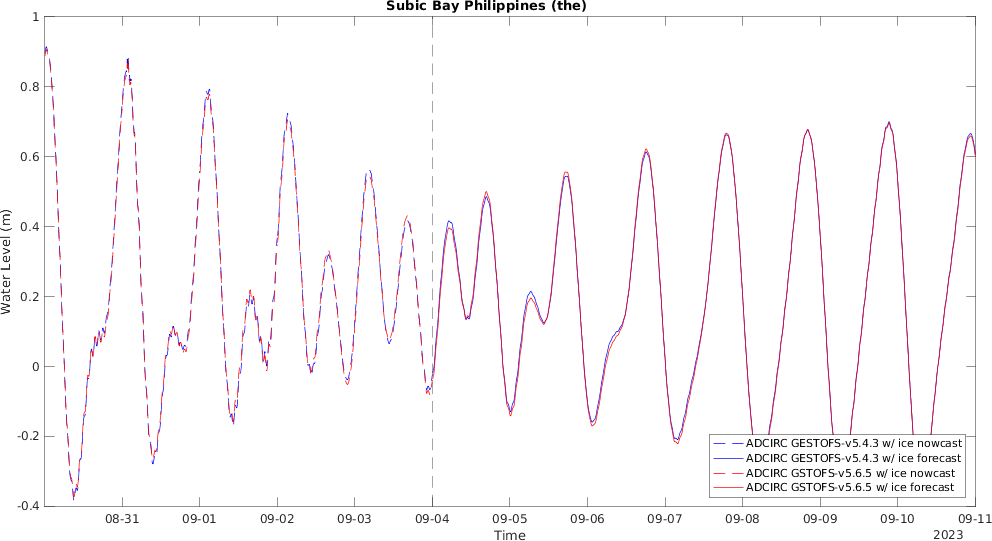 Subic Bay Philippines (the)
1
0.8
0.6
0.4
0.2
0
-0.2
-0.4
Water Level (m)
ADCIRC GESTOFS-v5.4.3 w/ ice nowcast
ADCIRC GESTOFS-v5.4.3 w/ ice forecast
ADCIRC GSTOFS-v5.6.5 w/ ice nowcast
ADCIRC GSTOFS-v5.6.5 w/ ice forecast
08-31 09-01 09-02 09-03 09-04 09-05 09-06 09-07 09-08 09-09 09-10 09-11
Time
2023